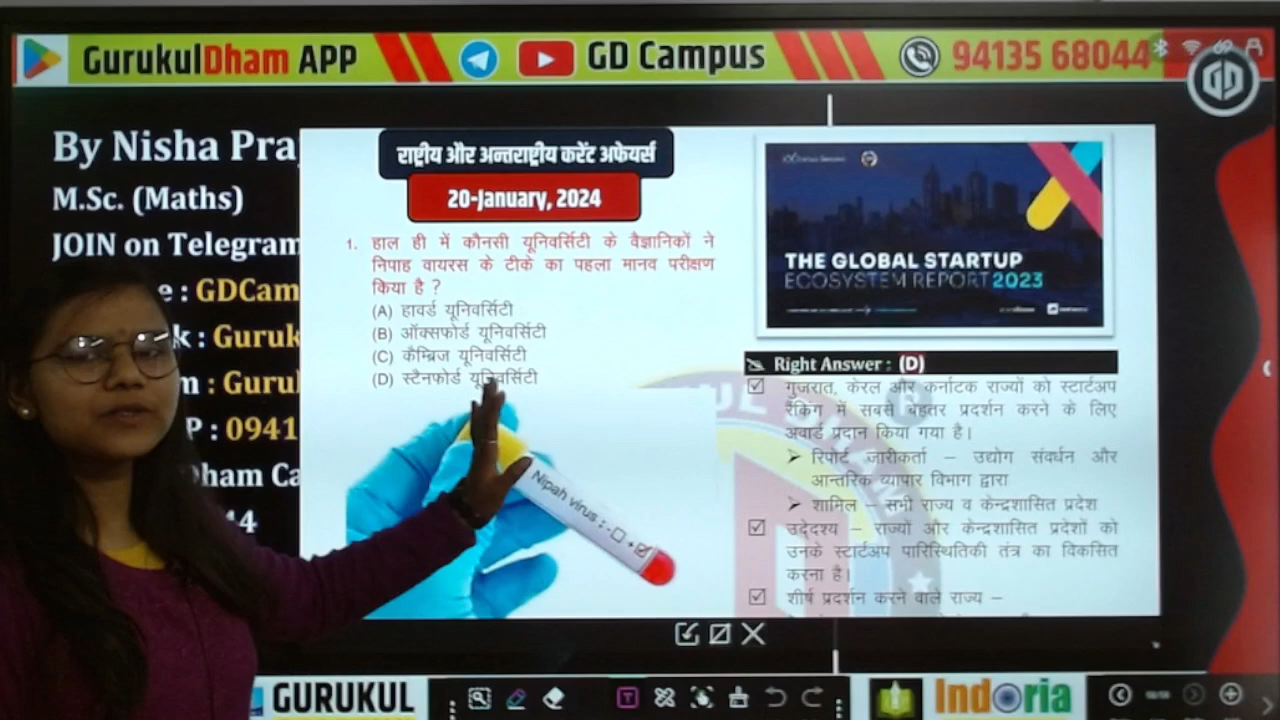 GurukulDham APP
GD Campus
94135 68044
GD
By Nisha Pra
M.Sc. (Maths)
JOIN on Telegram
e : GDCam
k : Guruk
m : Guru
P : 0941
Dham Ca
14
राष्ट्रीय और अन्तराष्ट्रीय करेंट अफेयर्स
20-January, 2024
1. हाल ही में कौनसी यूनिवर्सिटी के वैज्ञानिकों ने
निपाह वायरस के टीके का पहला मानव परीक्षण
किया है ?
(A) हावर्ड यूनिवर्सिटी
(B) ऑक्सफोर्ड यूनिवर्सिटी
(C) कैम्ब्रिज यूनिवर्सिटी
(D) स्टैनफोर्ड यूनिवर्सिटी
Nipah virus : - +
THE GLOBAL STARTUP
ECOSYSTEM REPORT 2023
Right Answer : (D)
गुजरात, केरल और कर्नाटक राज्यों को स्टार्टअप
रैंकिंग में सबसे बेहतर प्रदर्शन करने के लिए
अवार्ड प्रदान किया गया है।
रिपोर्ट जारीकर्ता – उद्योग संवर्धन और
आन्तरिक व्यापार विभाग द्वारा
शामिल – सभी राज्य व केन्द्रशासित प्रदेश
उद्देदश्य – राज्यों और केन्द्रशासित प्रदेशों को
उनके स्टार्टअप पारिस्थितिकी तंत्र का विकसित
करना है।
शीर्ष प्रदर्शन करने वाले राज्य –
GURUKUL
Indoria